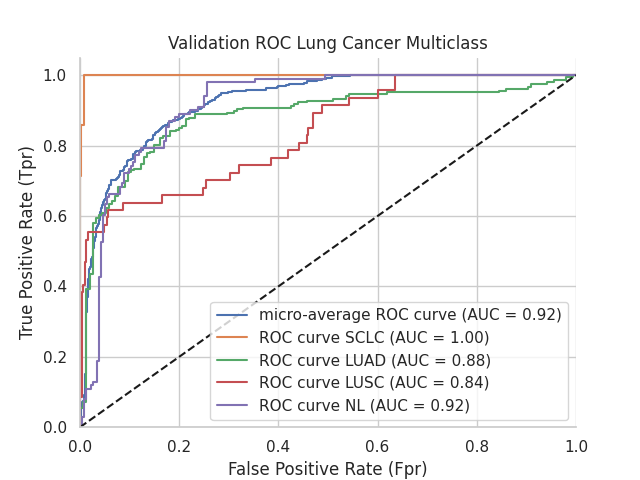 Validation ROC Lung Cancer Multiclass
True Positive Rate (Tpr)
1.0
0.8
0.6
0.4
0.2
0.0
micro-average ROC curve (AUC = 0.92)
ROC curve SCLC (AUC = 1.00)
ROC curve LUAD (AUC = 0.88)
ROC curve LUSC (AUC = 0.84)
ROC curve NL (AUC = 0.92)
0.0 0.2 0.4 0.6 0.8 1.0
False Positive Rate (Fpr)